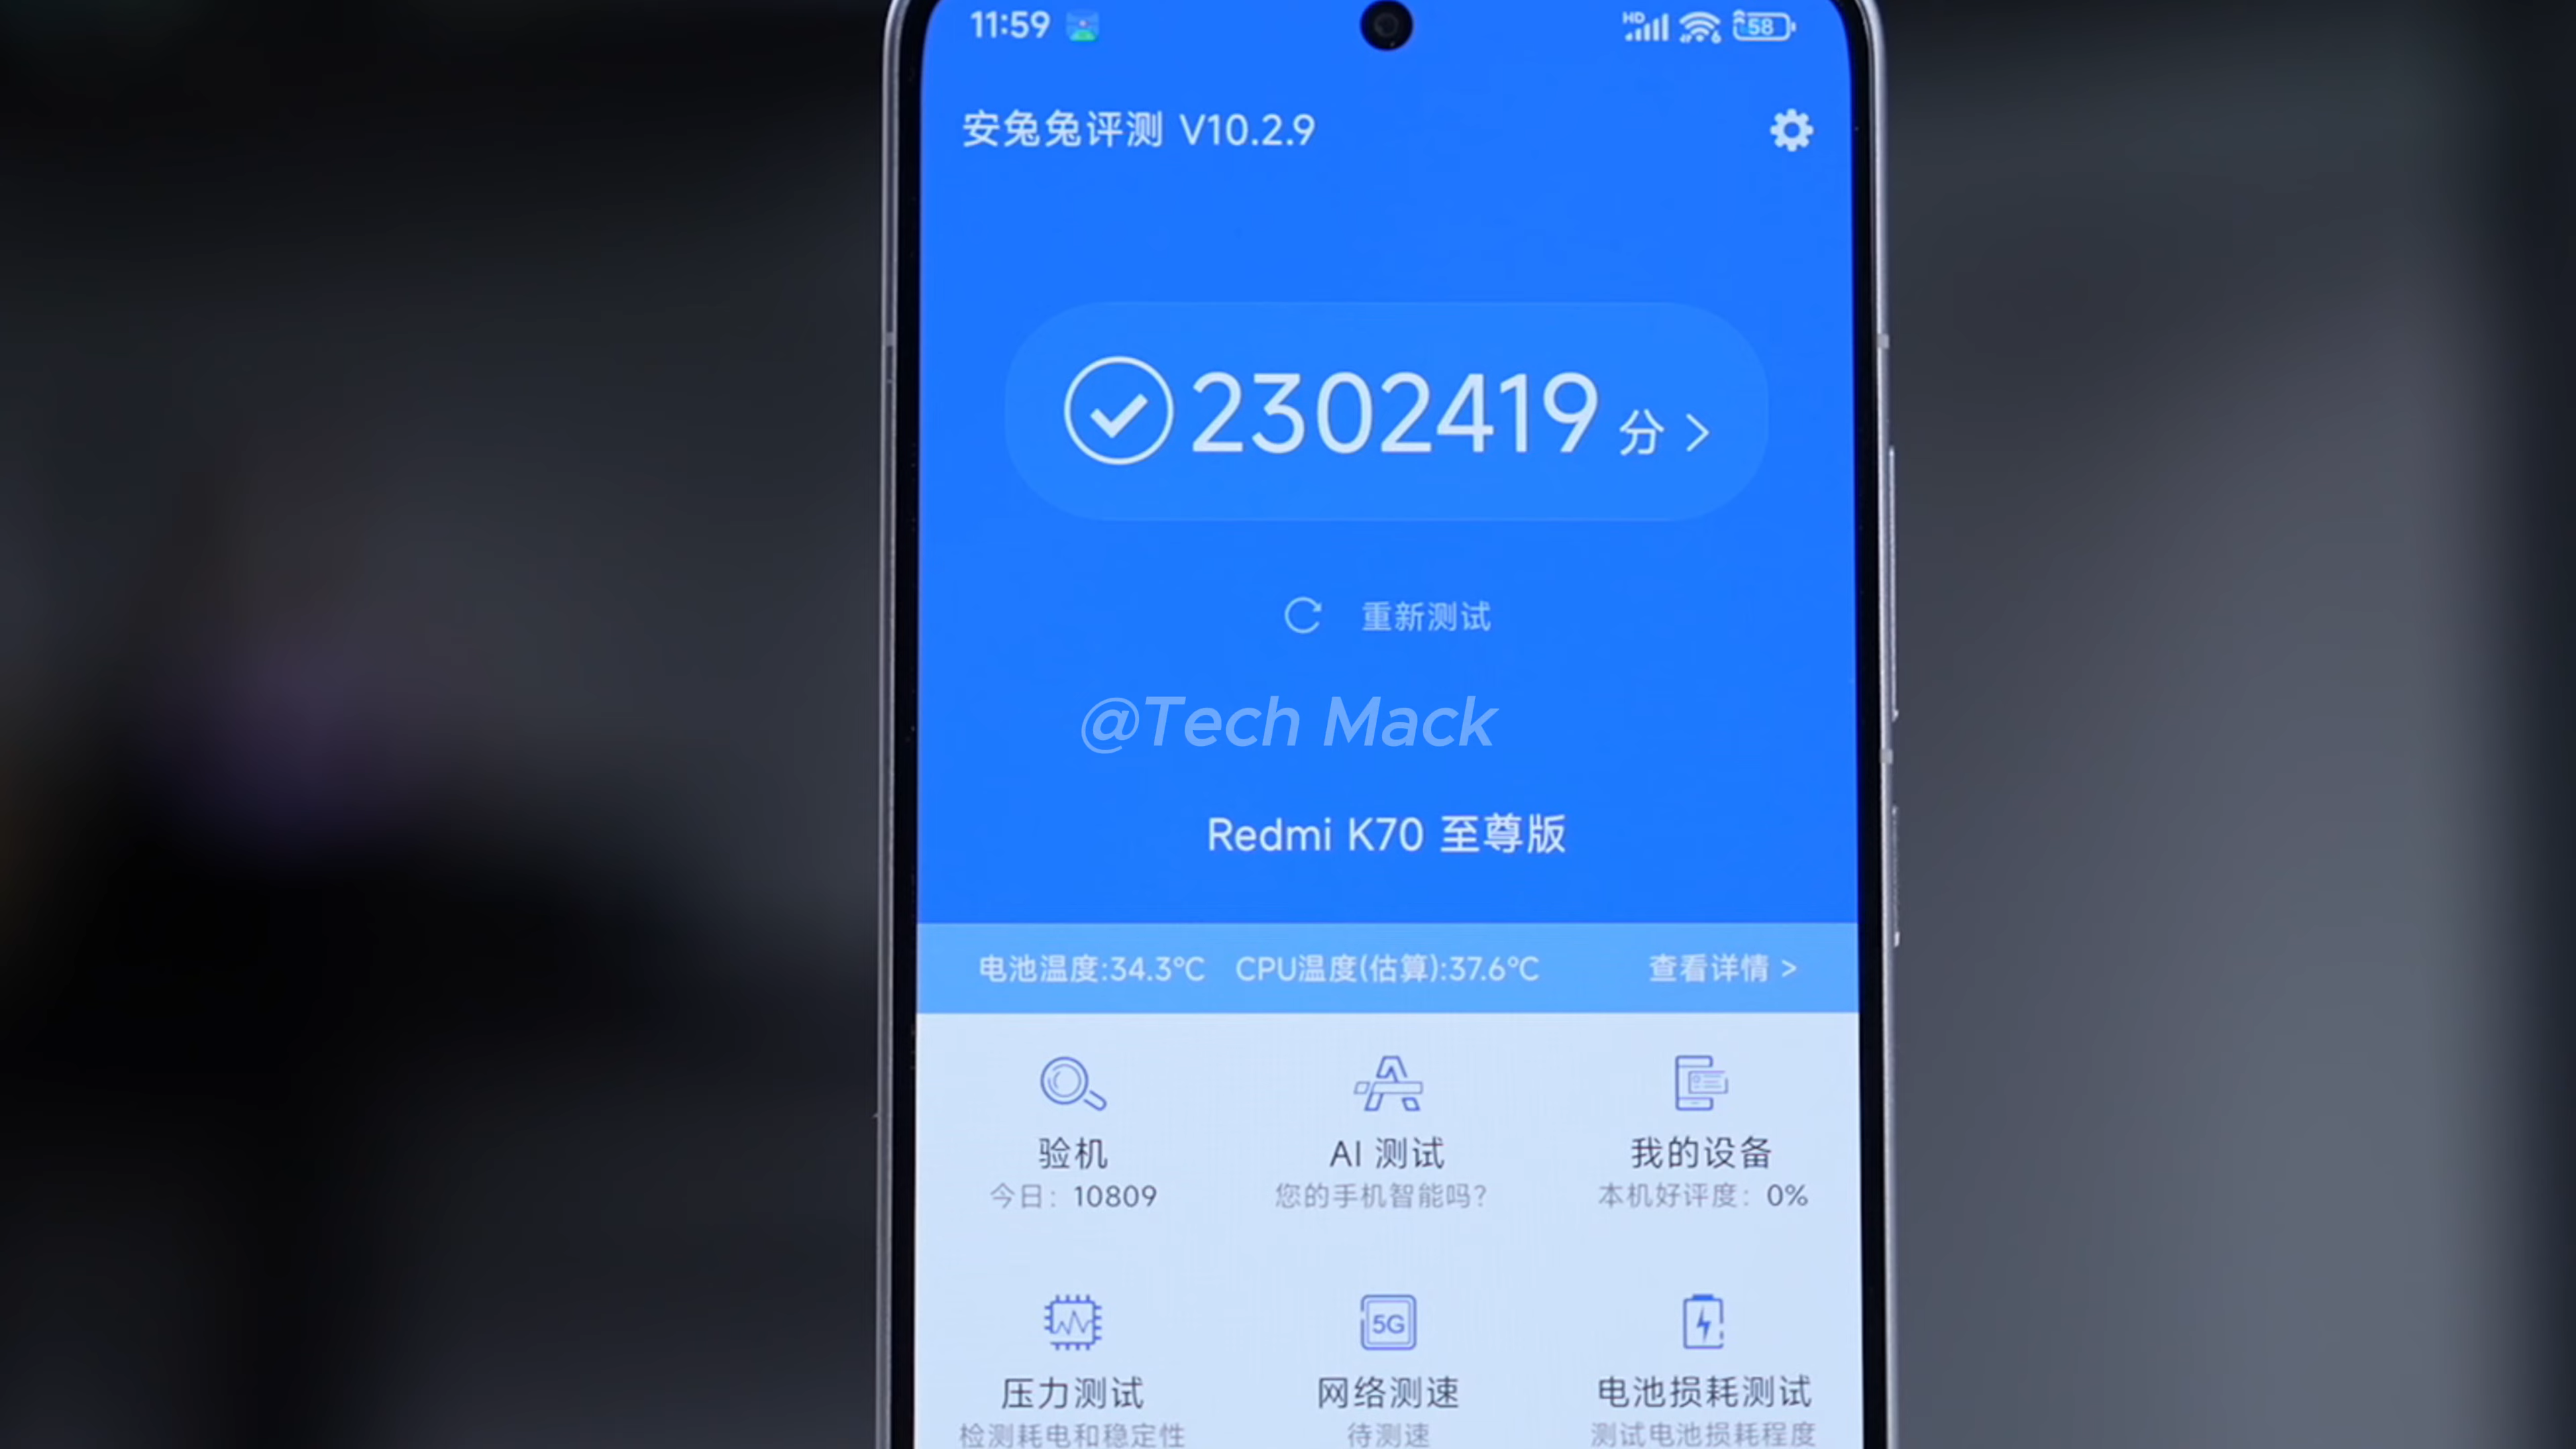 11:59 HD 58
安兔兔评测 V10.2.9
2302419 分 >
重新测试
@Tech Mack
Redmi K70 至尊版
电池温度:34.3°C CPU温度(估算):37.6°C 查看详情 >
验机 AI 测试 我的设备
今日：10809 您的手机智能吗？ 本机好评度：0%
5G
压力测试 网络测速 电池损耗测试
检测耗电和稳定性 待测速 测试电池损耗程度